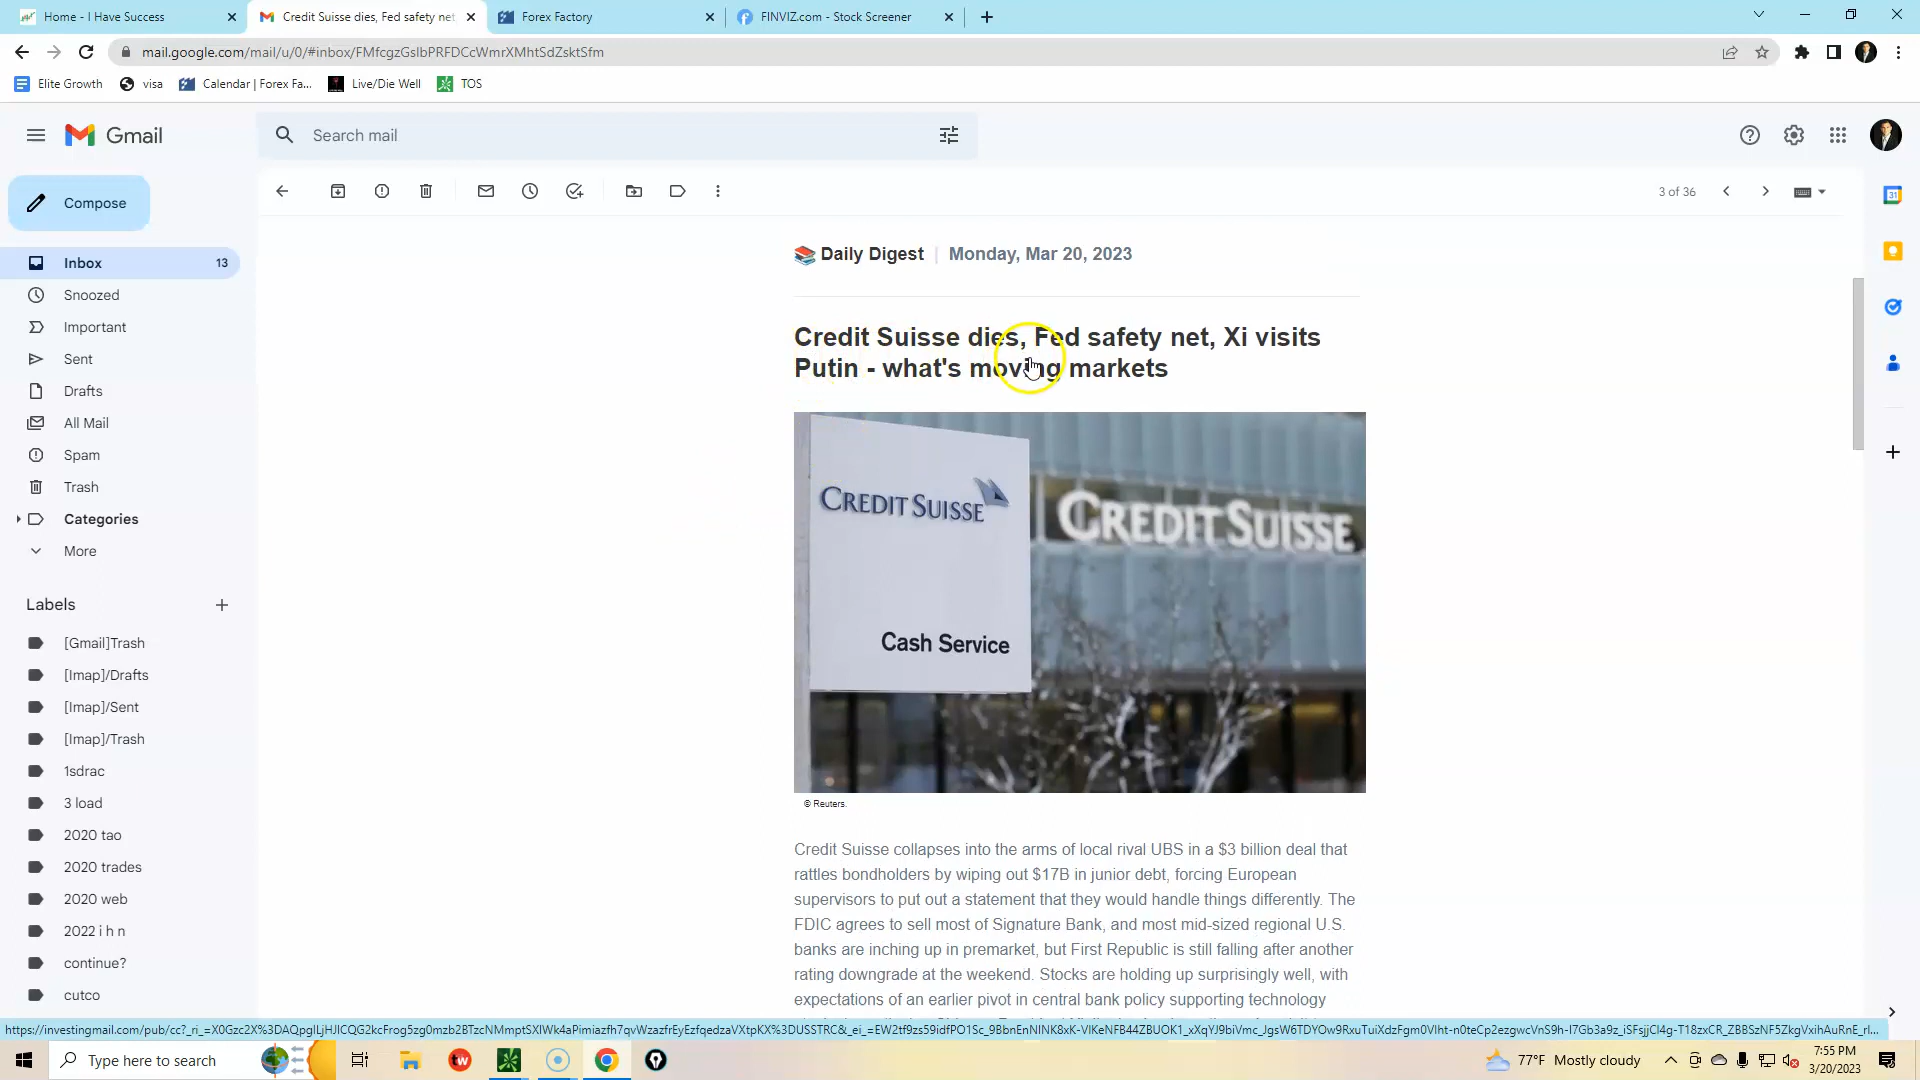 Home - I Have Success
Credit Suisse dies, Fed safety net
Forex Factory
FINVIZ.com - Stock Screener
mail.google.com/mail/u/0/#inbox/FMfcgzGslbPRFDCcWmrXMhtSdZsktSfm
Elite Growth
visa
Calendar | Forex Fa...
Live/Die Well
TOS
Gmail
Search mail
Compose
3 of 36
Inbox 13
Snoozed
Important
Sent
Drafts
All Mail
Spam
Trash
Categories
More
Labels
[Gmail]Trash
[Imap]/Drafts
[Imap]/Sent
[Imap]/Trash
1sdrac
3 load
2020 tao
2020 trades
2020 web
2022 i h n
continue?
cutco
Daily Digest | Monday, Mar 20, 2023
Credit Suisse dies, Fed safety net, Xi visits
Putin - what's moving markets
CREDIT SUISSE
CREDIT SUISSE
Cash Service
© Reuters.
Credit Suisse collapses into the arms of local rival UBS in a $3 billion deal that
rattles bondholders by wiping out $17B in junior debt, forcing European
supervisors to put out a statement that they would handle things differently. The
FDIC agrees to sell most of Signature Bank, and most mid-sized regional U.S.
banks are inching up in premarket, but First Republic is still falling after another
rating downgrade at the weekend. Stocks are holding up surprisingly well, with
expectations of an earlier pivot in central bank policy supporting technology
Type here to search
tw
77°F Mostly cloudy
7:55 PM
3/20/2023
31